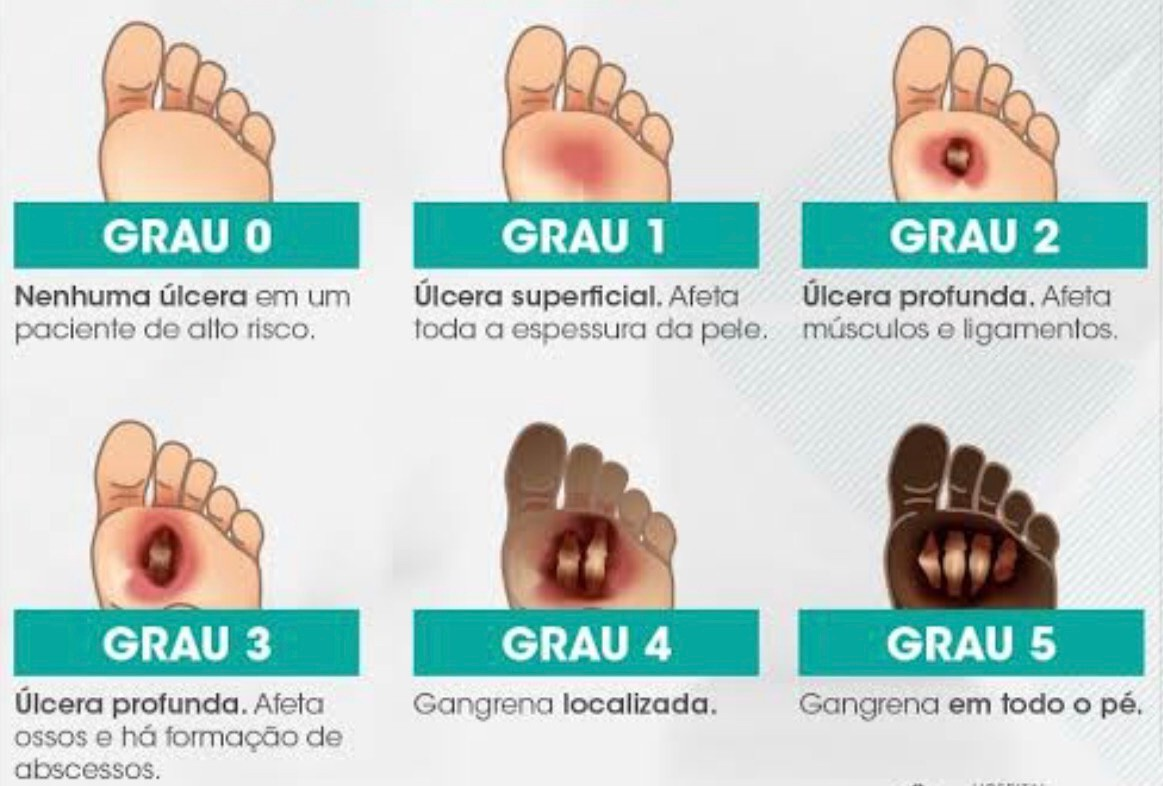 GRAU 0
Nenhuma úlcera em um
paciente de alto risco.
GRAU 1
Úlcera superficial. Afeta
toda a espessura da pele.
GRAU 2
Úlcera profunda. Afeta
músculos e ligamentos.
GRAU 3
Úlcera profunda. Afeta
ossos e há formação de
abscessos.
GRAU 4
Gangrena localizada.
GRAU 5
Gangrena em todo o pé.